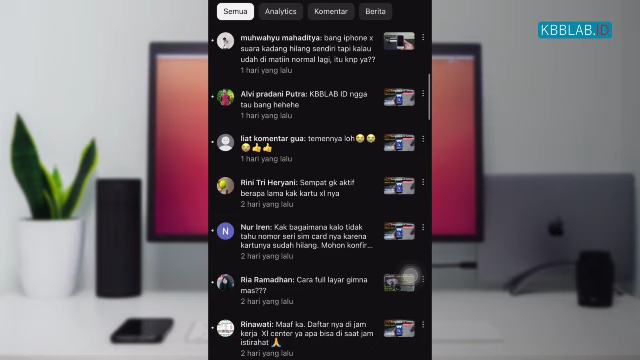 Semua
Analytics
Komentar
Berita
KBBLAB.ID
muhwahyu mahaditya: bang iphone x
suara kadang hilang sendiri tapi kalau
udah di matiin normal lagi, itu knp ya??
1 hari yang lalu
Alvi pradani Putra: KBBLAB ID ngga
tau bang hehehe
1 hari yang lalu
liat komentar gua: temennya loh😭😭
😭👍👍
1 hari yang lalu
Rini Tri Heryani: Sempat gk aktif
berapa lama kak kartu xl nya
2 hari yang lalu
N
Nur Iren: Kak bagaimana kalo tidak
tahu nomor seri sim card nya karena
kartunya sudah hilang. Mohon konfir...
2 hari yang lalu
Ria Ramadhan: Cara full layar gimna
mas???
2 hari yang lalu
Rinawati: Maaf ka. Daftar nya di jam
kerja XI center ya apa bisa di saat jam
istirahat 🙏
2 hari yang lalu